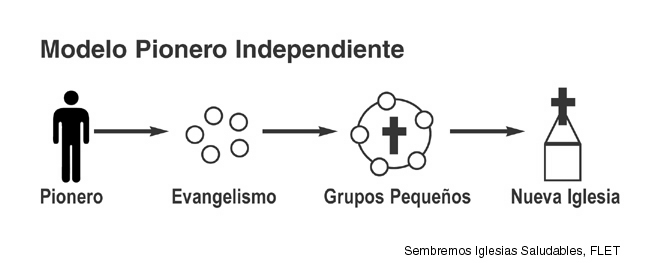 Modelo Pionero Independiente
Pionero
Evangelismo
Grupos Pequeños
Nueva Iglesia
Sembremos Iglesias Saludables, FLET